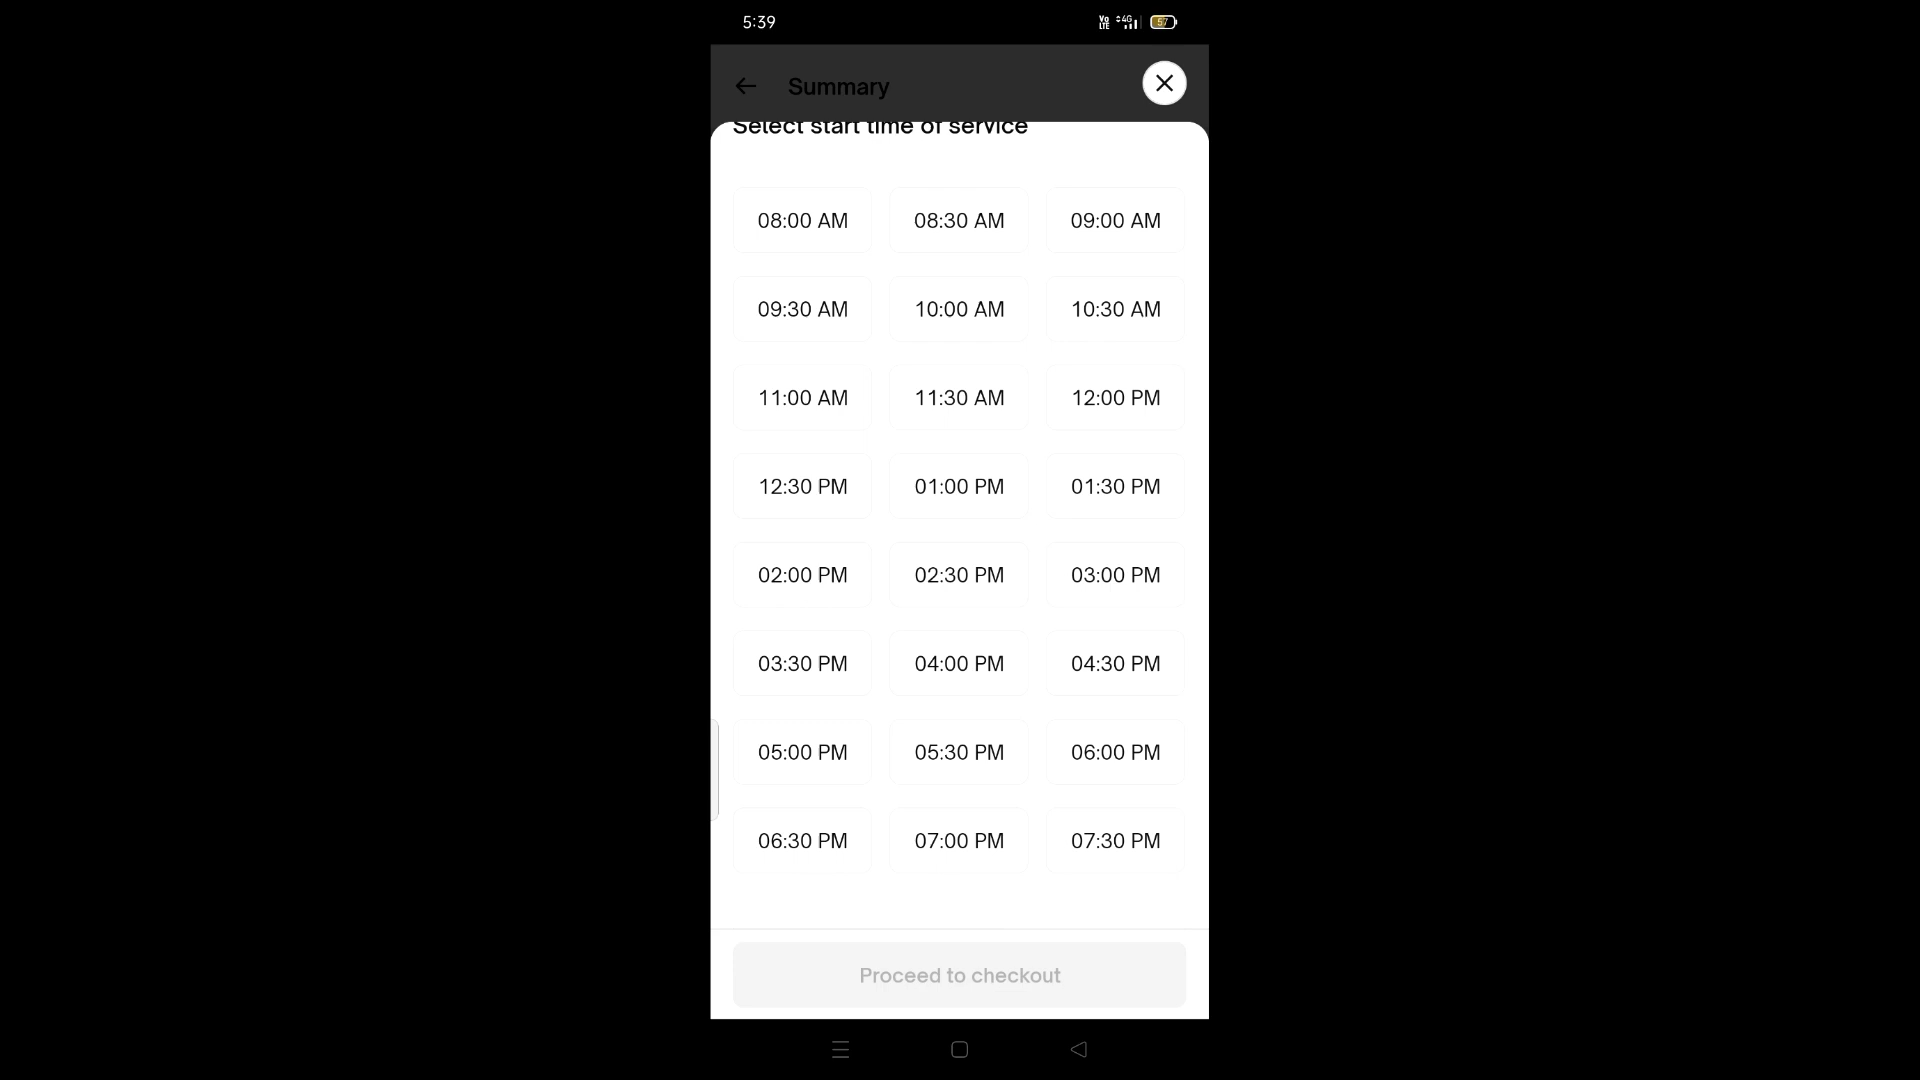 5:39
Vo LTE 4G 57
Summary
Select start time of service
08:00 AM 08:30 AM 09:00 AM
09:30 AM 10:00 AM 10:30 AM
11:00 AM 11:30 AM 12:00 PM
12:30 PM 01:00 PM 01:30 PM
02:00 PM 02:30 PM 03:00 PM
03:30 PM 04:00 PM 04:30 PM
05:00 PM 05:30 PM 06:00 PM
06:30 PM 07:00 PM 07:30 PM
Proceed to checkout